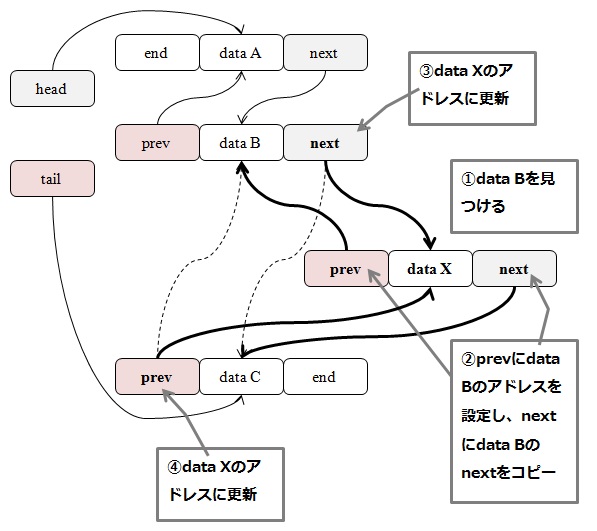 end data A next
head
③data Xのア
ドレスに更新
prev data B next
tail
①data Bを見
つける
prev data X next
prev data C end
②prevにdata
Bのアドレスを
設定し、next
にdata Bの
nextをコピー
④data Xのア
ドレスに更新